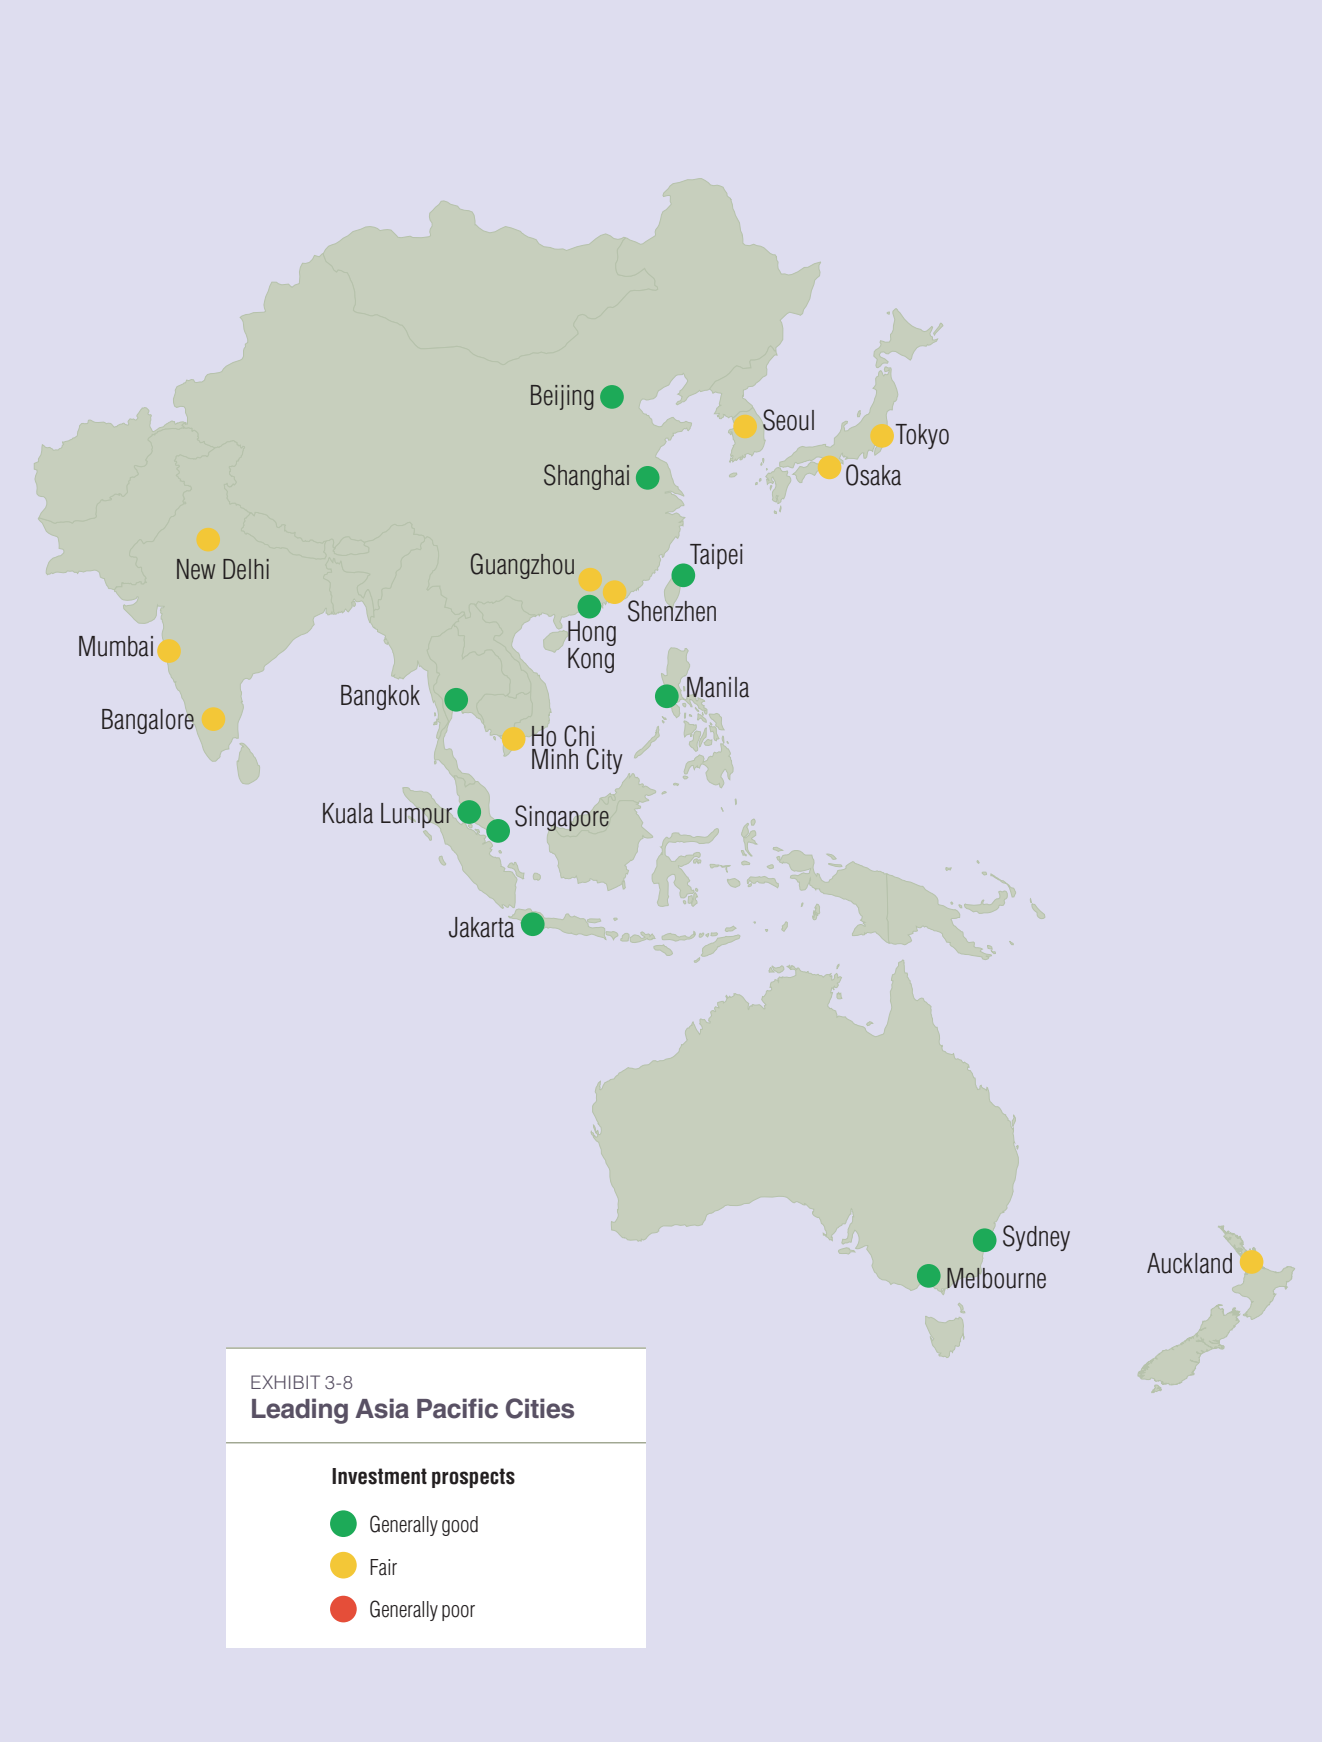 Beijing
Seoul
Tokyo
Shanghai
Osaka
Taipei
Guangzhou
New Delhi
Shenzhen
Hong
Kong
Mumbai
Manila
Bangkok
Bangalore
Ho Chi
Minh City
Kuala Lumpur
Singapore
Jakarta
Sydney
Auckland
Melbourne
EXHIBIT 3-8
Leading Asia Pacific Cities
Investment prospects
Generally good
Fair
Generally poor